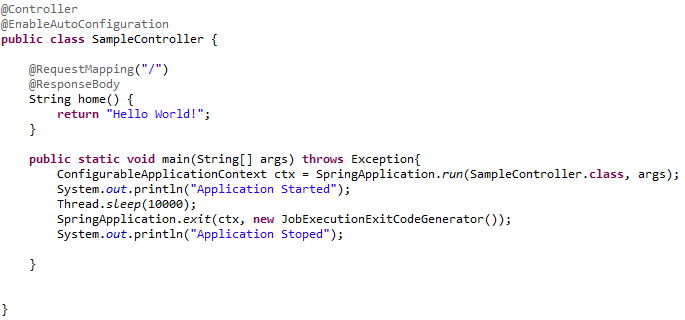 @Controller
@EnableAutoConfiguration
public class SampleController {
@RequestMapping("/")
@ResponseBody
String home() {
return "Hello World!";
}
public static void main(String[] args) throws Exception{
ConfigurableApplicationContext ctx = SpringApplication.run(SampleController.class, args);
System.out.println("Application Started");
Thread.sleep(10000);
SpringApplication.exit(ctx, new JobExecutionExitCodeGenerator());
System.out.println("Application Stoped");
}
}